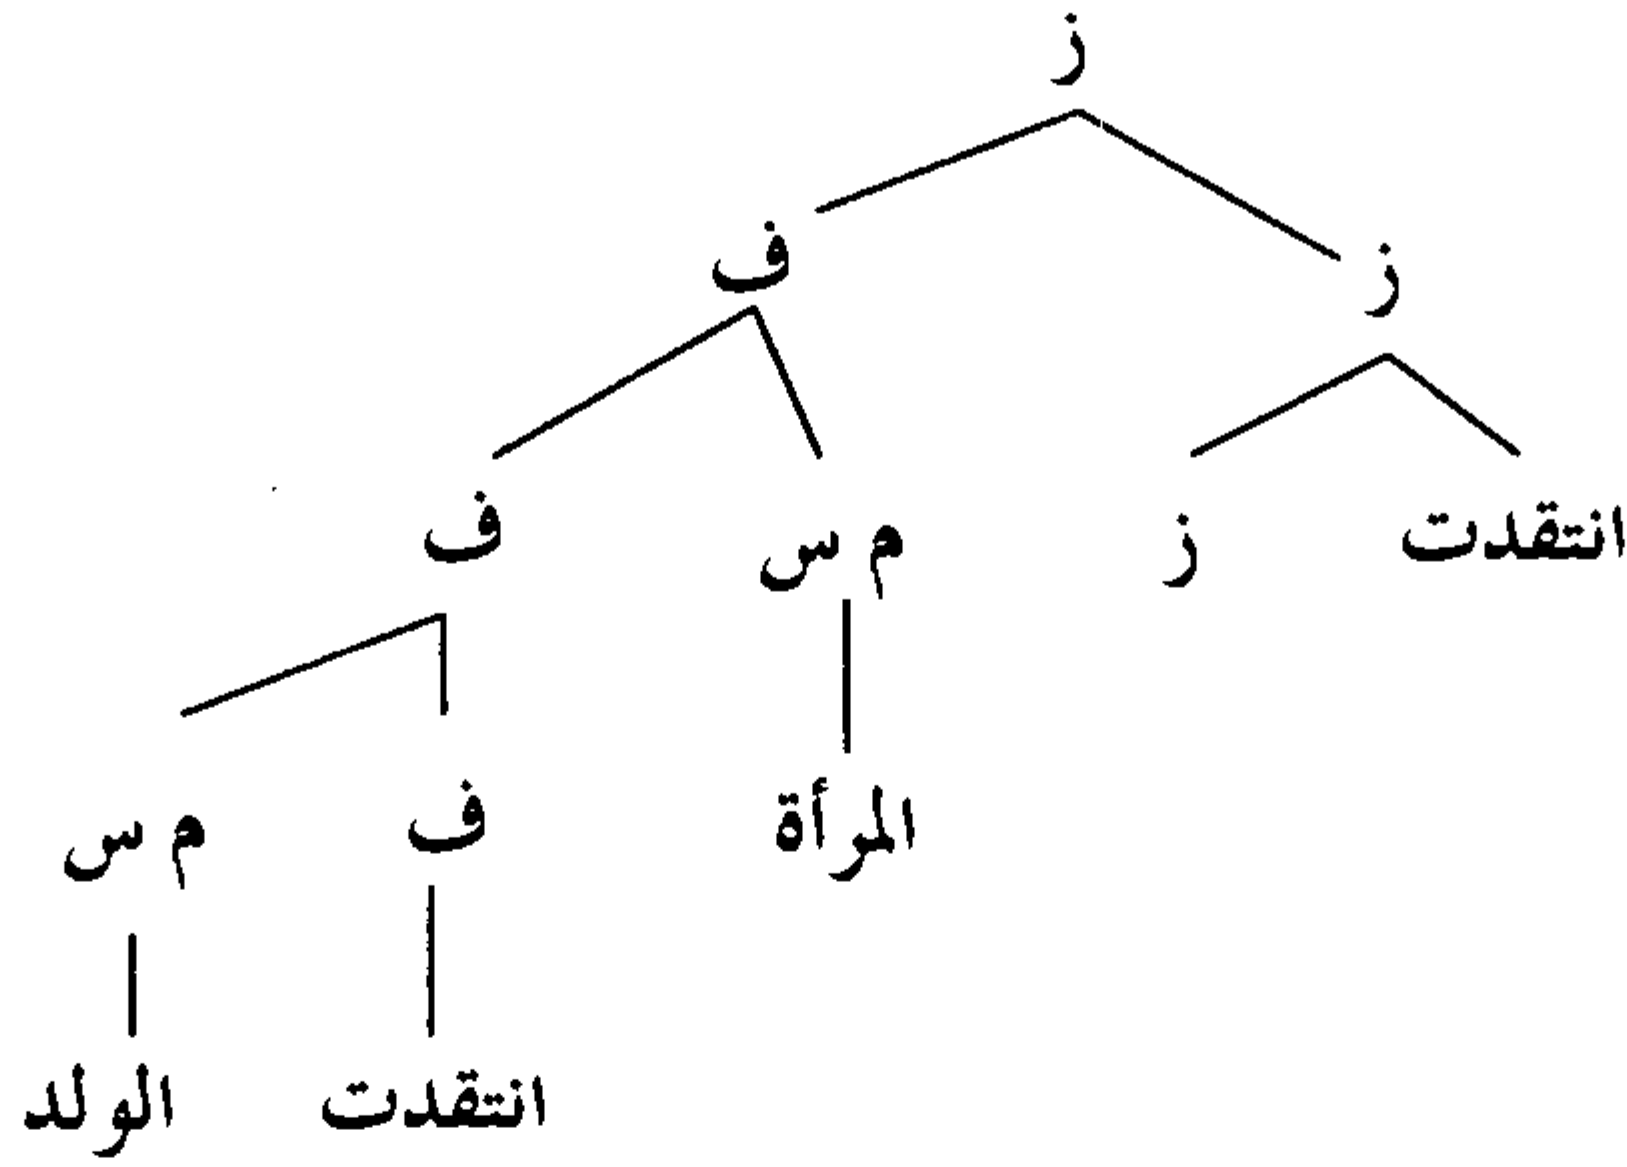 ز
ف ز
انتقدت ز م س ف
المرأة ف م س
انتقدت الولد